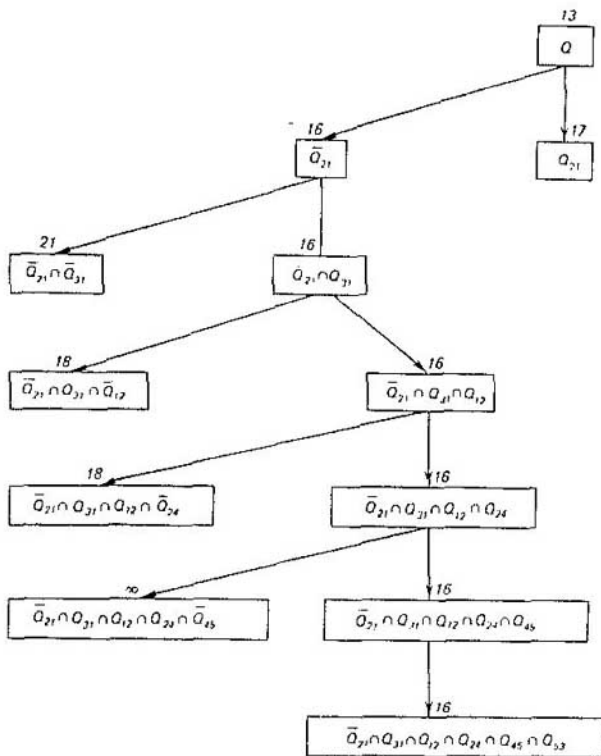 13
Q
16
17
Q̄₂₁
Q₂₁
21
16
Q̄₂₁ ∩ Q̄₃₁
Q̄₂₁ ∩ Q₃₁
18
16
Q̄₂₁ ∩ Q₃₁ ∩ Q̄₁₂
Q̄₂₁ ∩ Q₃₁ ∩ Q₁₂
18
16
Q̄₂₁ ∩ Q₃₁ ∩ Q₁₂ ∩ Q̄₂₄
Q̄₂₁ ∩ Q₃₁ ∩ Q₁₂ ∩ Q₂₄
∞
16
Q̄₂₁ ∩ Q₃₁ ∩ Q₁₂ ∩ Q₂₄ ∩ Q̄₄₅
Q̄₂₁ ∩ Q₃₁ ∩ Q₁₂ ∩ Q₂₄ ∩ Q₄₅
16
Q̄₂₁ ∩ Q₃₁ ∩ Q₁₂ ∩ Q₂₄ ∩ Q₄₅ ∩ Q₅₃